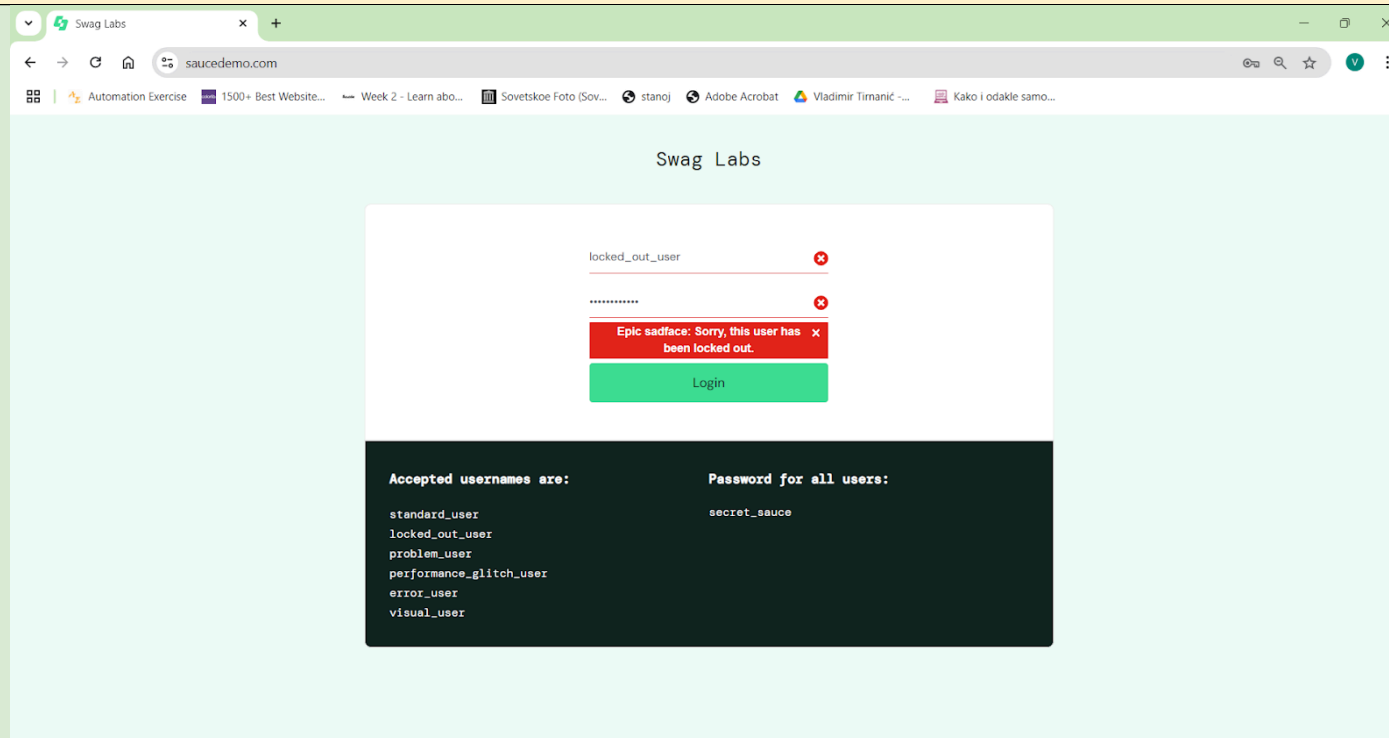 Swag Labs
saucedemo.com
Automation Exercise 1500+ Best Website... Week 2 - Learn abo... Sovetskoe Foto (Sov... stanoj Adobe Acrobat Vladimir Tirnanić -... Kako i odakle samo...
Swag Labs
locked_out_user
Epic sadface: Sorry, this user has
been locked out.
Login
Accepted usernames are:
standard_user
locked_out_user
problem_user
performance_glitch_user
error_user
visual_user
Password for all users:
secret_sauce